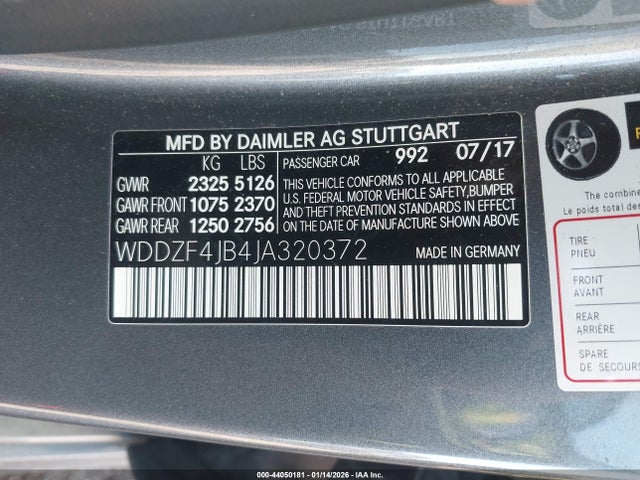 MFD BY DAIMLER AG STUTTGART
KG LBS
GVWR 2325 5126
GAWR FRONT 1075 2370
GAWR REAR 1250 2756
PASSENGER CAR 992 07/17
THIS VEHICLE CONFORMS TO ALL APPLICABLE
U.S. FEDERAL MOTOR VEHICLE SAFETY,BUMPER
AND THEFT PREVENTION STANDARDS IN EFFECT
ON THE DATE OF MANUFACTURE SHOWN ABOVE.
WDDZF4JB4JA320372 MADE IN GERMANY
The combine
Le poids total des
TIRE
PNEU
FRONT
AVANT
REAR
ARRIÈRE
SPARE
DE SECOURS
000-44050181 - 01/14/2026 - IAA Inc.